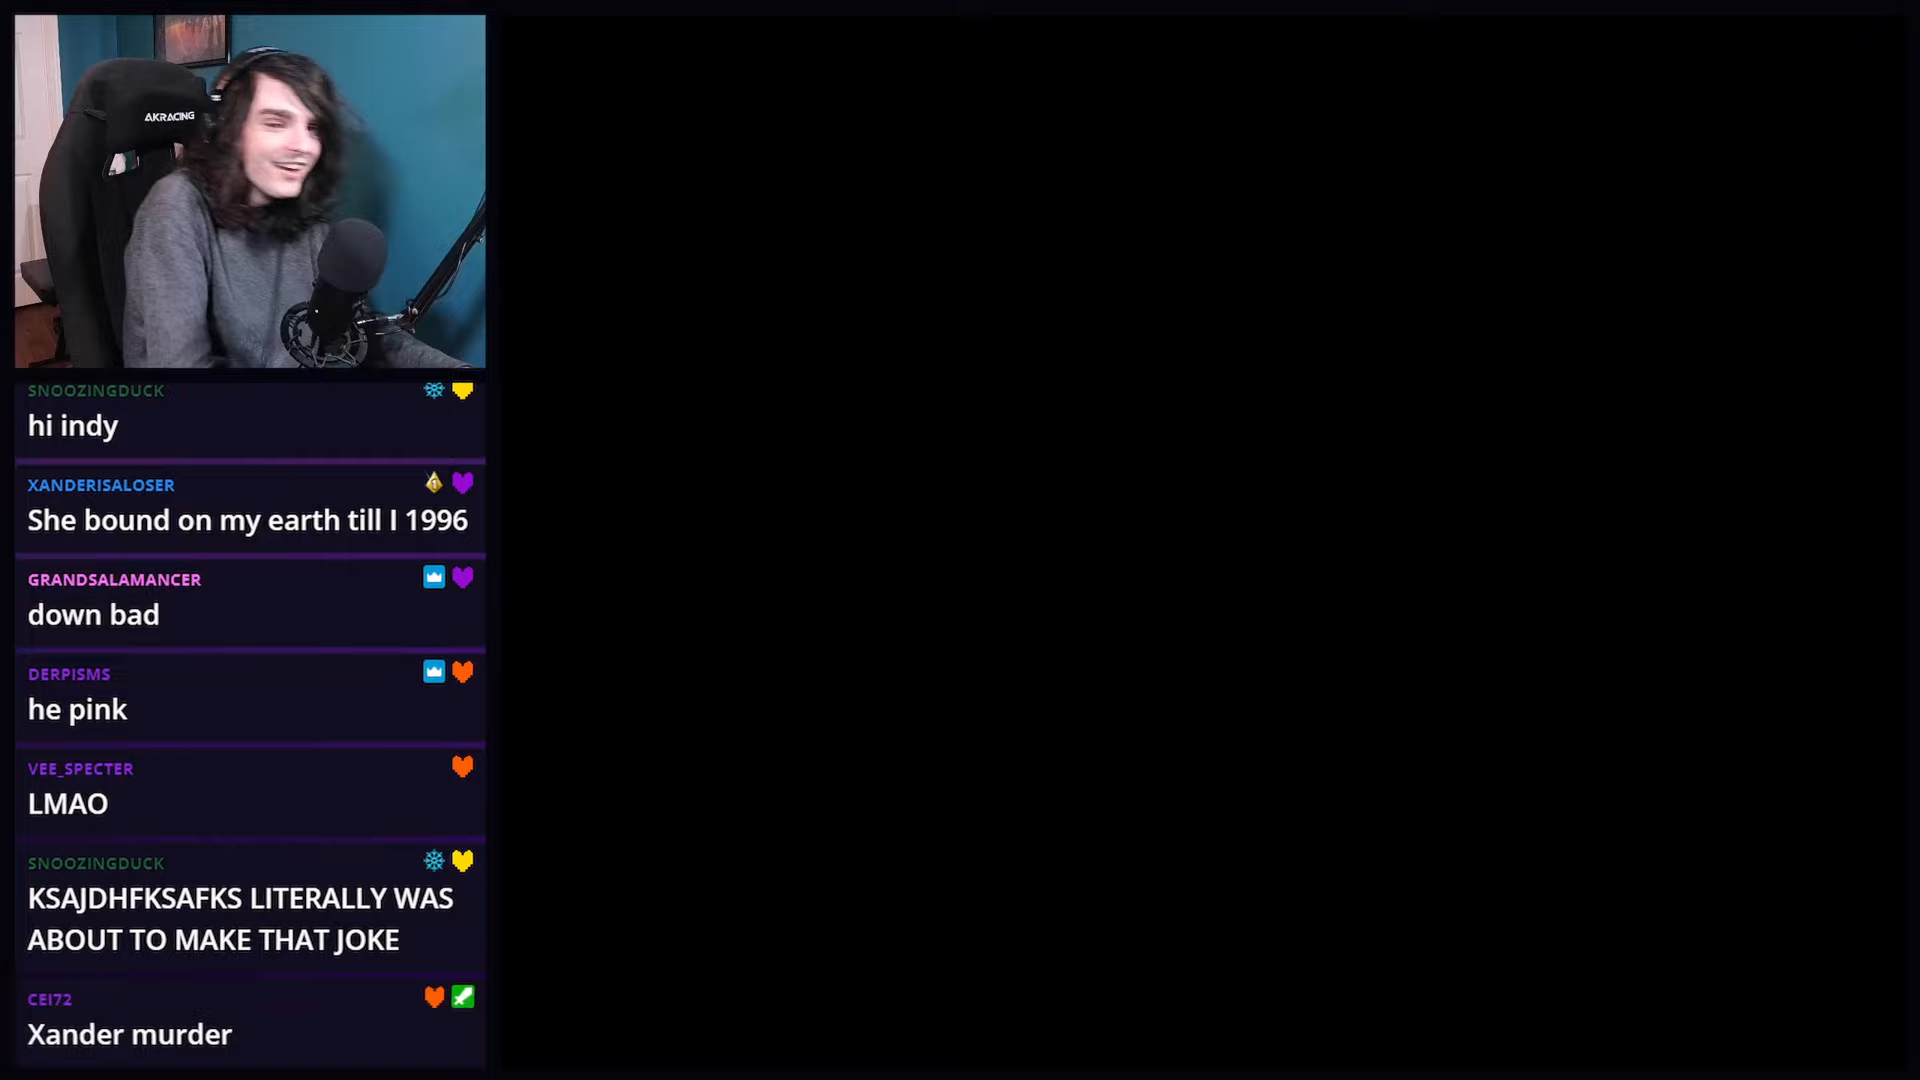 AKRACING
SNOOZINGDUCK
hi indy
XANDERISALOSER
She bound on my earth till I 1996
GRANDSALAMANCER
down bad
DERPISMS
he pink
VEE_SPECTER
LMAO
SNOOZINGDUCK
KSAJDHFKSAFKS LITERALLY WAS
ABOUT TO MAKE THAT JOKE
CEI72
Xander murder